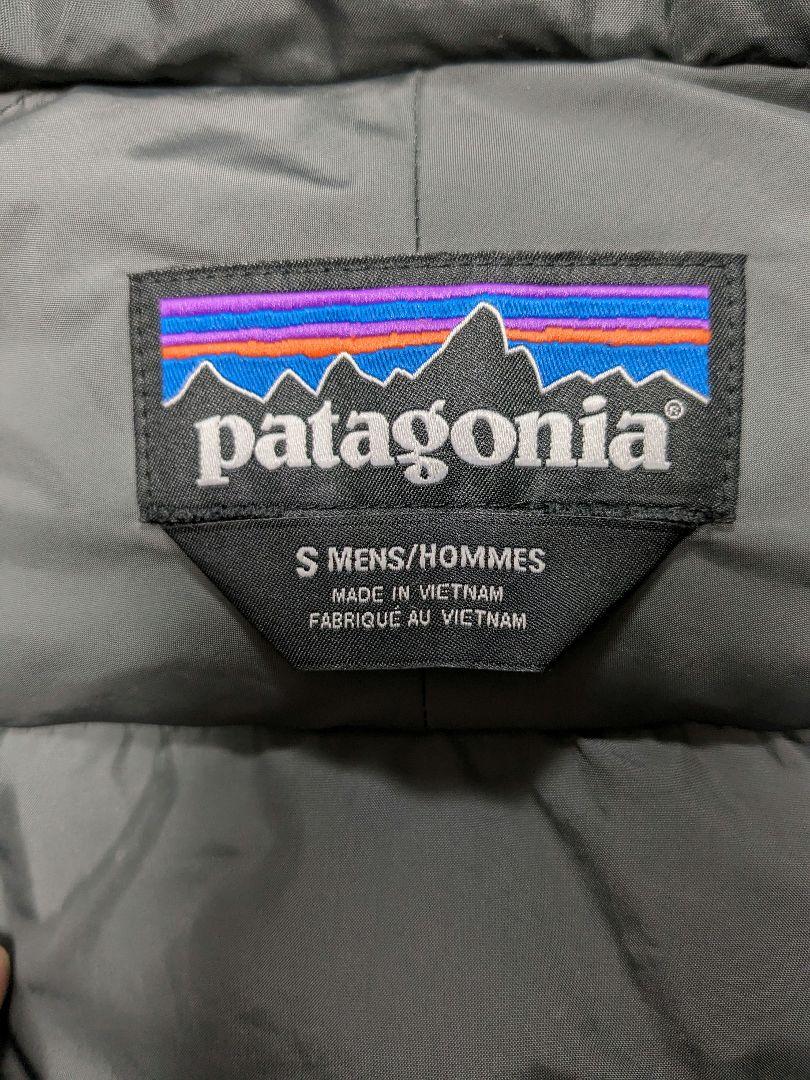 patagonia®
S MENS/HOMMES
MADE IN VIETNAM
FABRIQUÉ AU VIETNAM